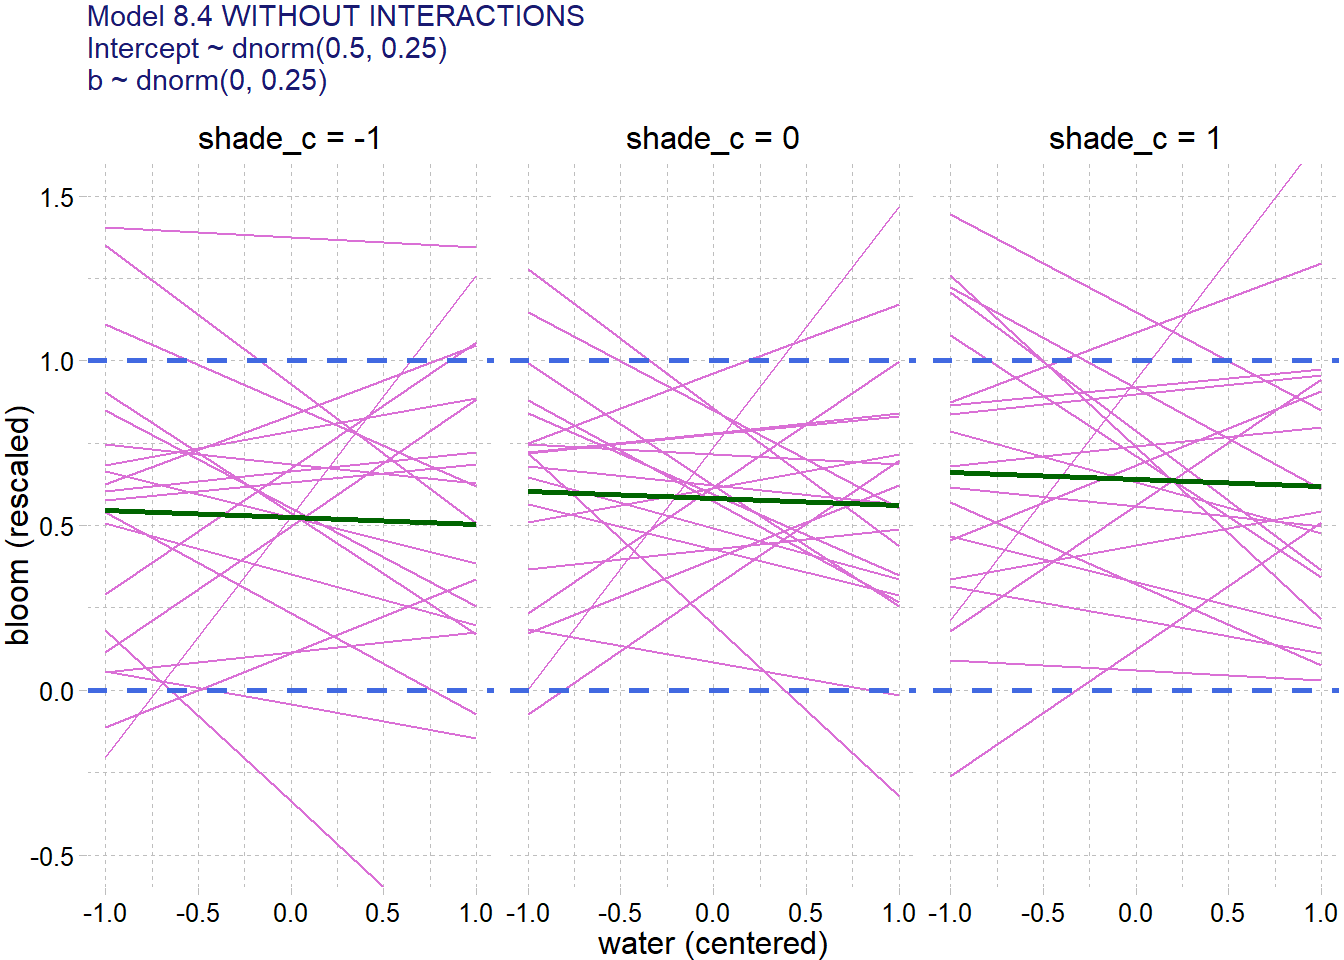 Model 8.4 WITHOUT INTERACTIONS
Intercept ~ dnorm(0.5, 0.25)
b ~ dnorm(0, 0.25)
shade_c = -1
shade_c = 0
shade_c = 1
bloom (rescaled)
1.5
1.0
0.5
0.0
-0.5
-1.0 -0.5 0.0 0.5 1.0
-1.0 -0.5 0.0 0.5 1.0
-1.0 -0.5 0.0 0.5 1.0
water (centered)